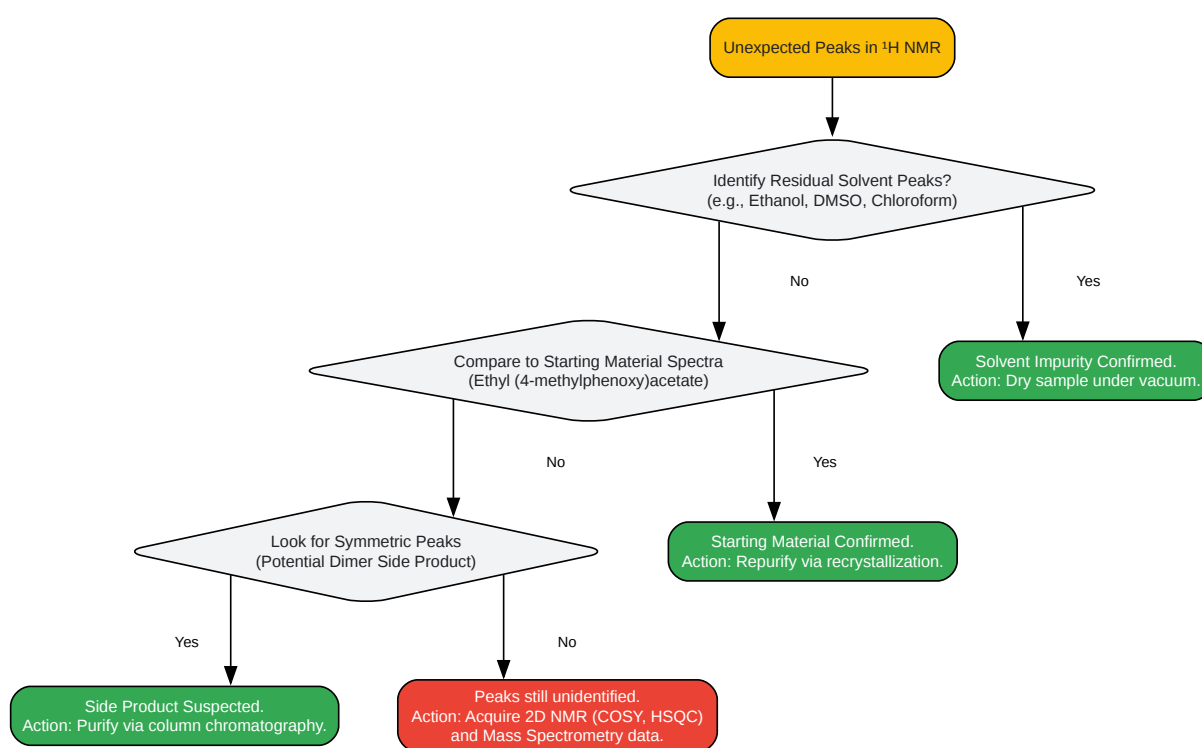 Unexpected Peaks in ¹H NMR
Identify Residual Solvent Peaks?
(e.g., Ethanol, DMSO, Chloroform)
No
Yes
Compare to Starting Material Spectra
(Ethyl (4-methylphenoxy)acetate)
Solvent Impurity Confirmed.
Action: Dry sample under vacuum.
No
Yes
Look for Symmetric Peaks
(Potential Dimer Side Product)
Starting Material Confirmed.
Action: Repurify via recrystallization.
Yes
No
Side Product Suspected.
Action: Purify via column chromatography.
Peaks still unidentified.
Action: Acquire 2D NMR (COSY, HSQC)
and Mass Spectrometry data.